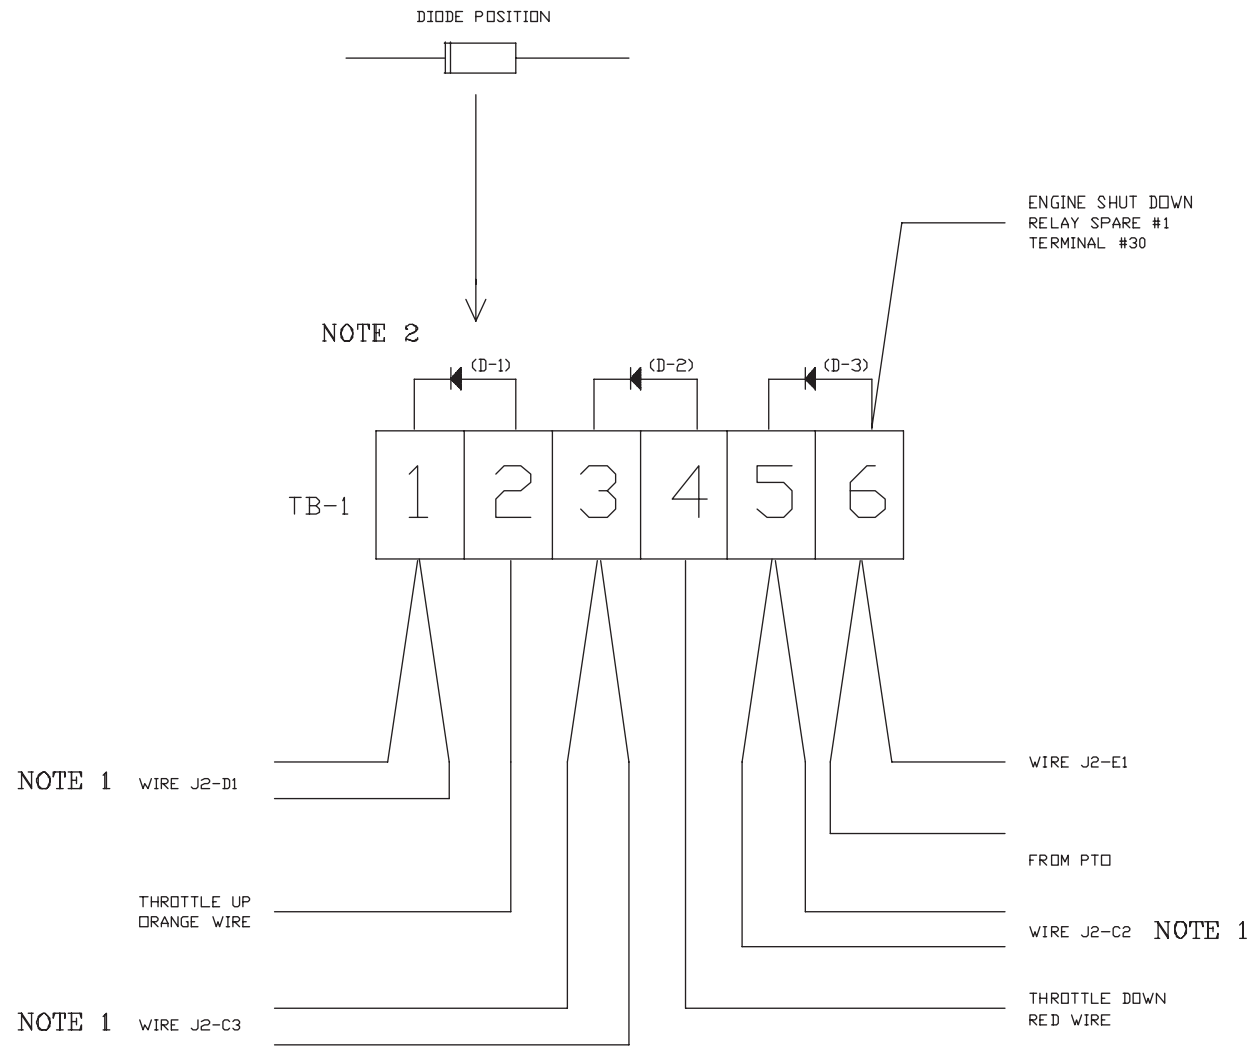 DIODE POSITION
ENGINE SHUT DOWN
RELAY SPARE #1
TERMINAL #30
NOTE 2
(D-1)
(D-2)
(D-3)
TB-1
1
2
3
4
5
6
NOTE 1
WIRE J2-D1
WIRE J2-E1
FROM PTO
THROTTLE UP
ORANGE WIRE
WIRE J2-C2
NOTE 1
THROTTLE DOWN
RED WIRE
NOTE 1
WIRE J2-C3